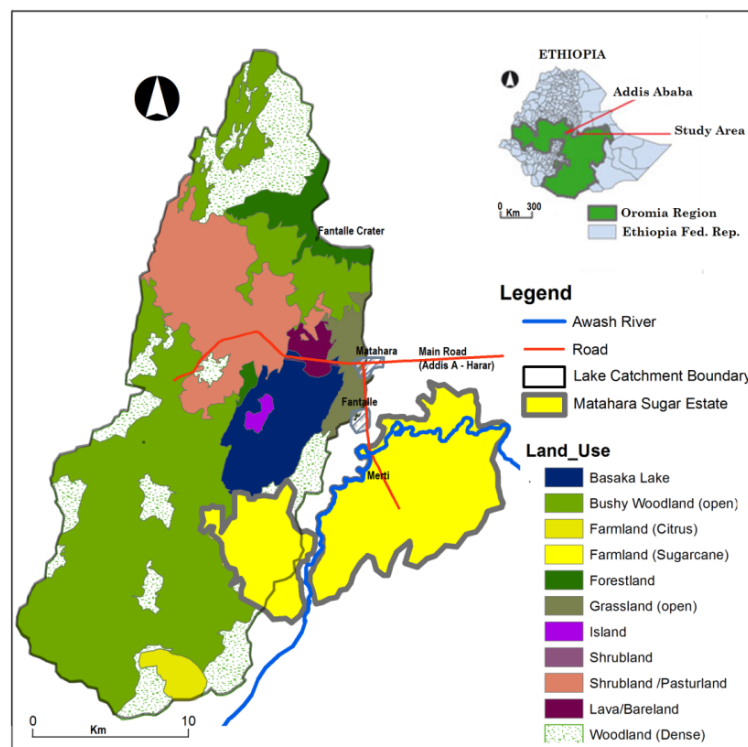 ETHIOPIA
Addis Ababa
Study Area
0 300
Km
Oromia Region
Ethiopia Fed. Rep.
Fantalle Crater
Matahara
Main Road
(Addis A - Harar)
Fantalle
Merti
0 10
Km
Legend
Awash River
Road
Lake Catchment Boundary
Matahara Sugar Estate
Land_Use
Basaka Lake
Bushy Woodland (open)
Farmland (Citrus)
Farmland (Sugarcane)
Forestland
Grassland (open)
Island
Shrubland
Shrubland /Pasturland
Lava/Bareland
Woodland (Dense)